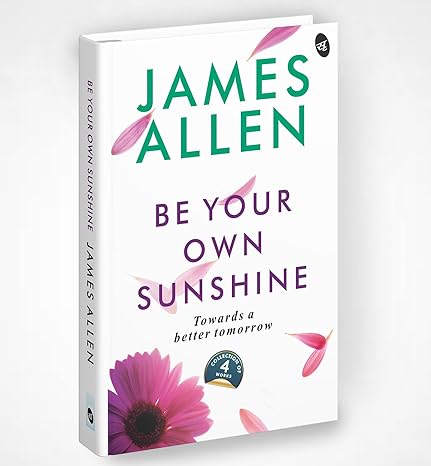 BE YOUR OWN SUNSHINE JAMES ALLEN
JAMES
ALLEN
BE YOUR
OWN
SUNSHINE
Towards a
better tomorrow
COLLECTION OF
4
WORKS